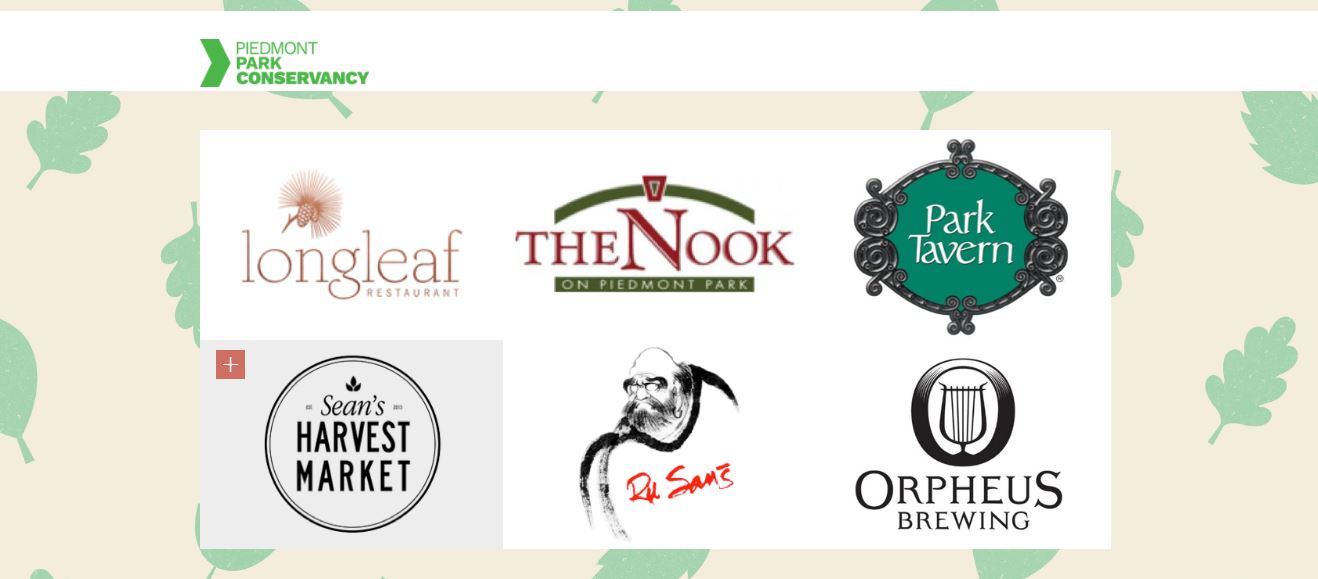 PIEDMONT
PARK
CONSERVANCY
longleaf
RESTAURANT
THE NOOK
ON PIEDMONT PARK
Park
Tavern
®
EST. Sean's 2013
HARVEST
MARKET
Ru San's
ORPHEUS
BREWING